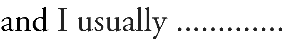 and I usually .............